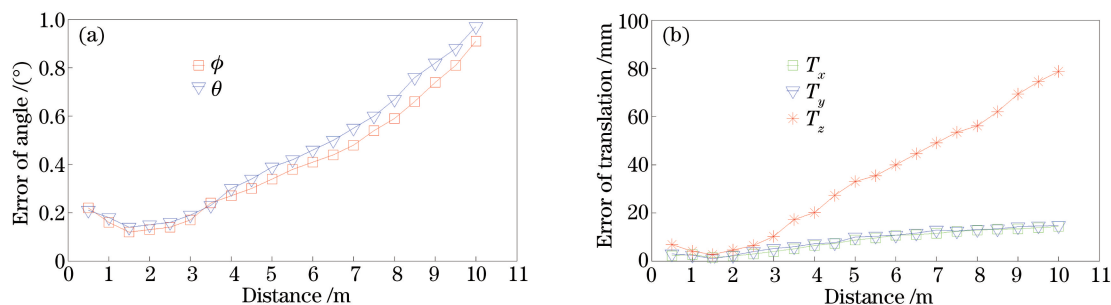 (a)
1.0
0.8
0.6
0.4
0.2
0
Error of angle /(°)
ϕ
θ
0 1 2 3 4 5 6 7 8 9 10 11
Distance /m
(b)
100
80
60
40
20
0
Error of translation /mm
Tx
Ty
Tz
0 1 2 3 4 5 6 7 8 9 10 11
Distance /m